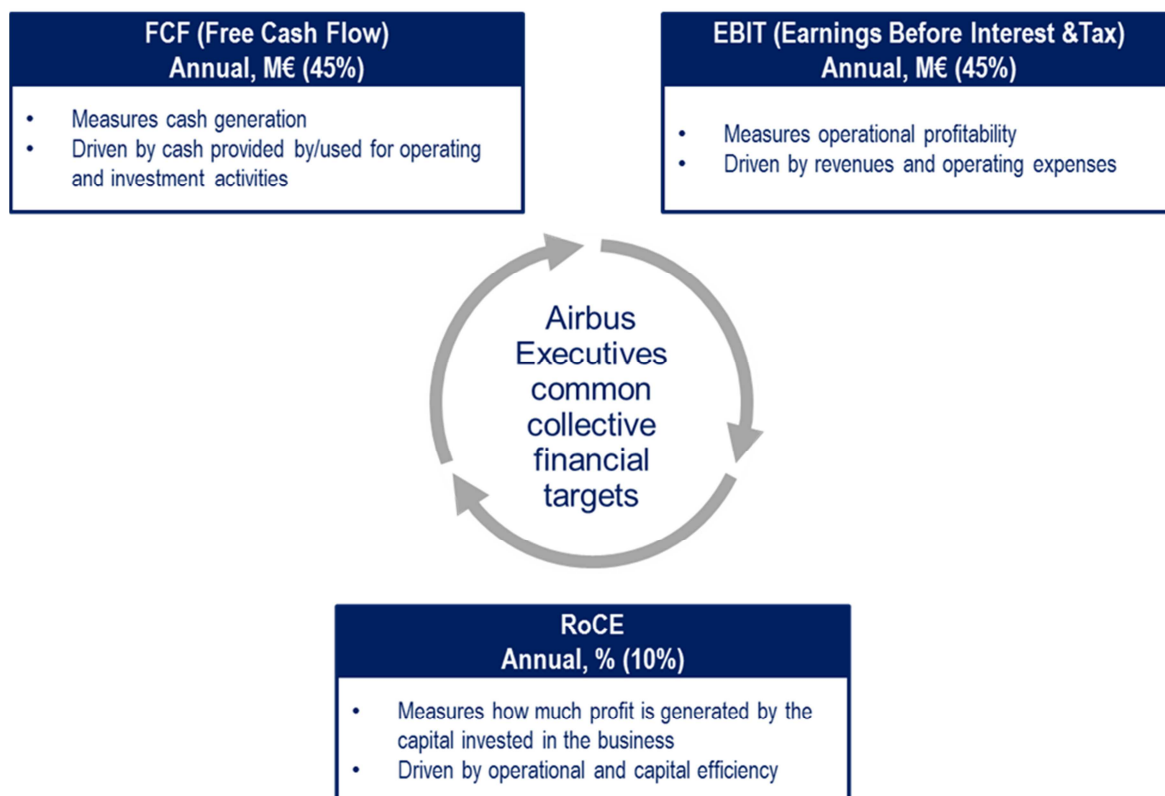 FCF (Free Cash Flow)
Annual, M€ (45%)
• Measures cash generation
• Driven by cash provided by/used for operating
and investment activities
EBIT (Earnings Before Interest &Tax)
Annual, M€ (45%)
• Measures operational profitability
• Driven by revenues and operating expenses
Airbus
Executives
common
collective
financial
targets
RoCE
Annual, % (10%)
• Measures how much profit is generated by the
capital invested in the business
• Driven by operational and capital efficiency